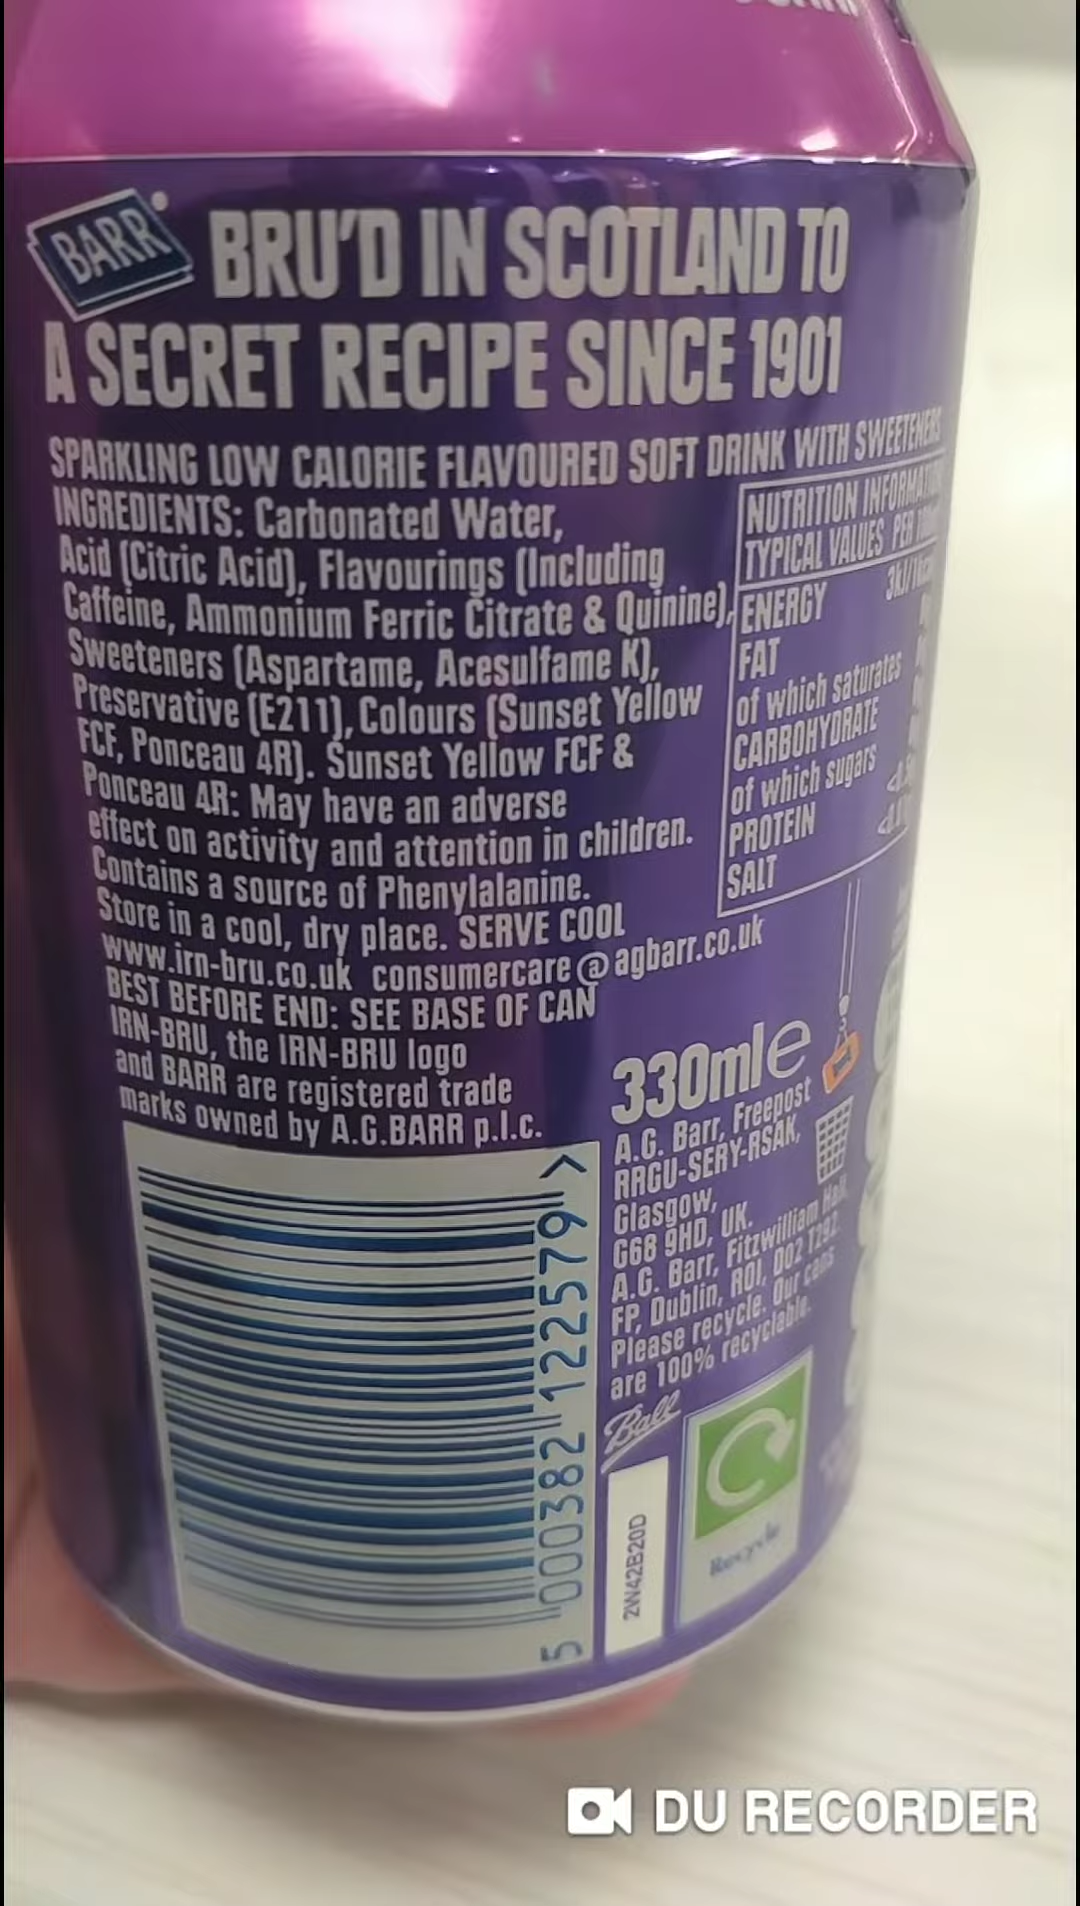 BARR
BRU'D IN SCOTLAND TO
A SECRET RECIPE SINCE 1901
SPARKLING LOW CALORIE FLAVOURED SOFT DRINK WITH SWEETENERS
INGREDIENTS: Carbonated Water,
Acid (Citric Acid), Flavourings (Including
Caffeine, Ammonium Ferric Citrate & Quinine),
Sweeteners (Aspartame, Acesulfame K),
Preservative (E211), Colours (Sunset Yellow
FCF, Ponceau 4R). Sunset Yellow FCF &
Ponceau 4R: May have an adverse
effect on activity and attention in children.
Contains a source of Phenylalanine.
Store in a cool, dry place. SERVE COOL
www.irn-bru.co.uk consumercare@agbarr.co.uk
BEST BEFORE END: SEE BASE OF CAN
IRN-BRU, the IRN-BRU logo
and BARR are registered trade
marks owned by A.G.BARR p.l.c.
NUTRITION
TYPICAL VALUES PER
ENERGY
FAT
of which saturates
CARBOHYDRATE
of which sugars
PROTEIN
SALT
330ml e
A.G. Barr, Freepost
RRGU-SERY-RSAK,
Glasgow,
G68 9HD, UK.
A.G. Barr, Fitzwilliam Hall,
FP, Dublin, ROI, D02 T292.
Please recycle. Our cans
are 100% recyclable.
Ball
2W42B20D
Recycle
5 000382 122579 >
DU RECORDER